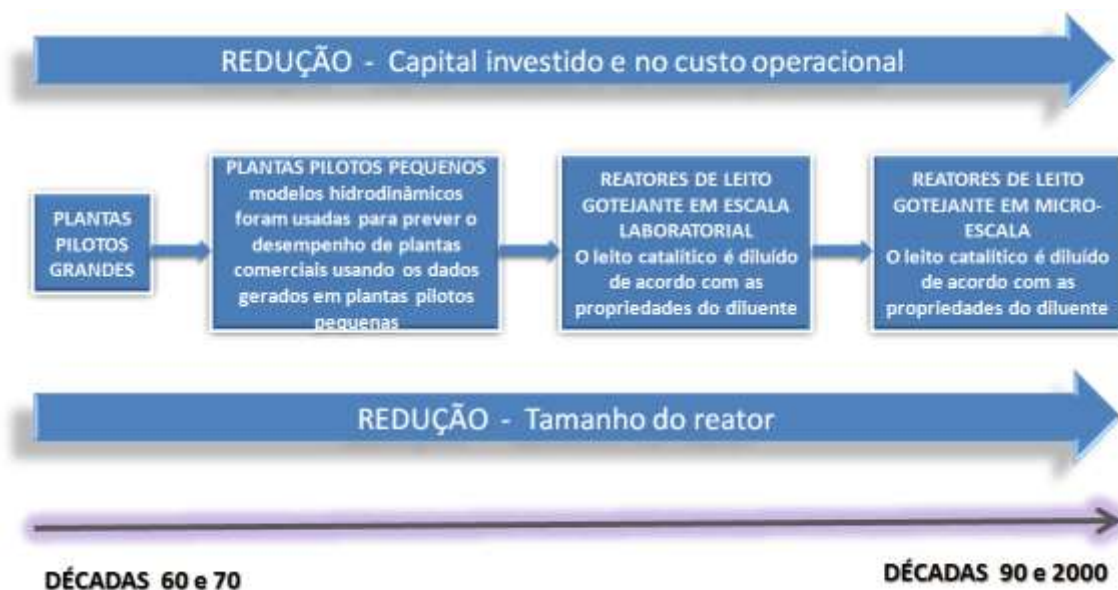 REDUÇÃO - Capital investido e no custo operacional
PLANTAS
PILOTOS
GRANDES
PLANTAS PILOTOS PEQUENOS
modelos hidrodinâmicos
foram usadas para prever o
desempenho de plantas
comerciais usando os dados
gerados em plantas pilotos
pequenas
REATORES DE LEITO
GOTEJANTE EM ESCALA
LABORATORIAL
O leito catalítico é diluído
de acordo com as
propriedades do diluente
REATORES DE LEITO
GOTEJANTE EM MICRO-
ESCALA
O leito catalítico é diluído
de acordo com as
propriedades do diluente
REDUÇÃO - Tamanho do reator
DÉCADAS 60 e 70
DÉCADAS 90 e 2000